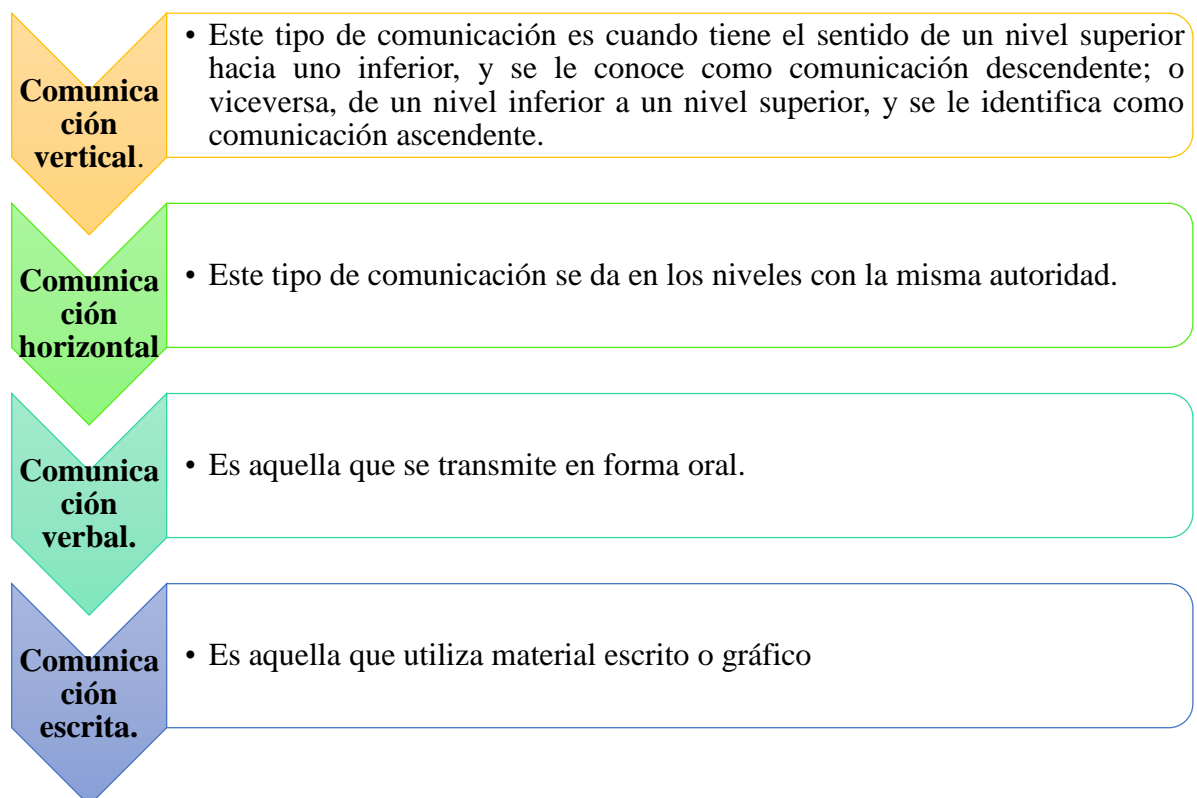 Comunica
ción
vertical.
• Este tipo de comunicación es cuando tiene el sentido de un nivel superior
hacia uno inferior, y se le conoce como comunicación descendente; o
viceversa, de un nivel inferior a un nivel superior, y se le identifica como
comunicación ascendente.
Comunica
ción
horizontal
• Este tipo de comunicación se da en los niveles con la misma autoridad.
Comunica
ción
verbal.
• Es aquella que se transmite en forma oral.
Comunica
ción
escrita.
• Es aquella que utiliza material escrito o gráfico